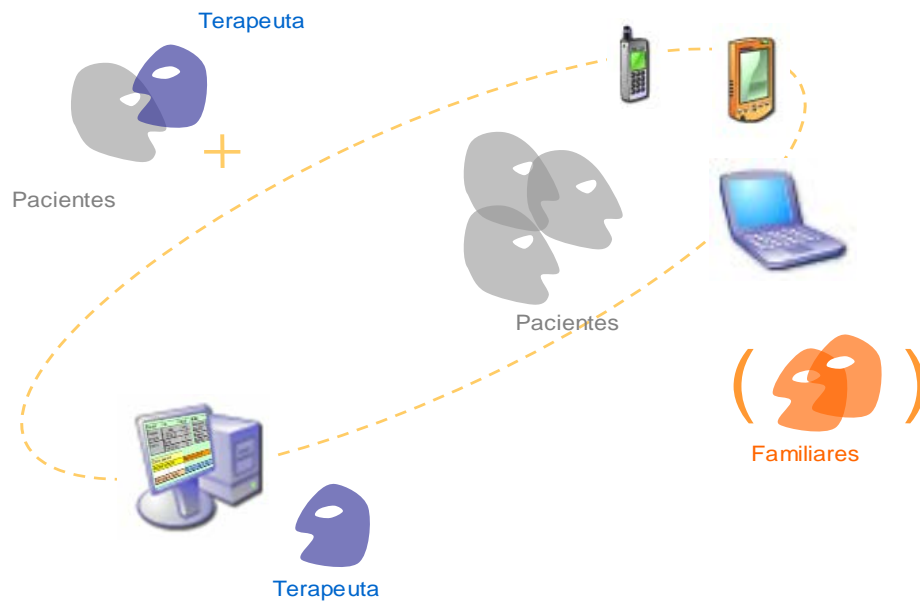 Terapeuta
Pacientes
+
Pacientes
( )
Familiares
Terapeuta